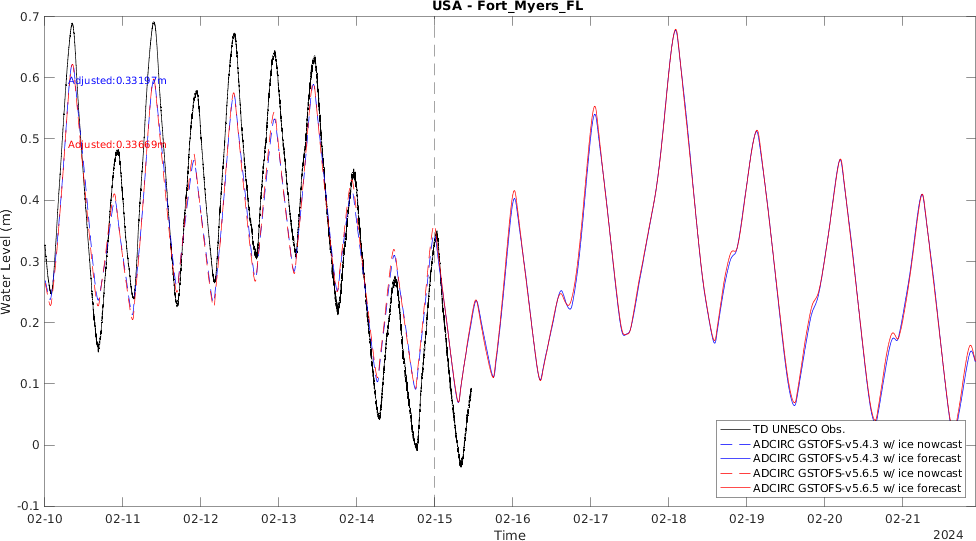 USA - Fort_Myers_FL
0.7
0.6
0.5
0.4
0.3
0.2
0.1
0
-0.1
Water Level (m)
Adjusted:0.33197m
Adjusted:0.33669m
TD UNESCO Obs.
ADCIRC GSTOFS-v5.4.3 w/ ice nowcast
ADCIRC GSTOFS-v5.4.3 w/ ice forecast
ADCIRC GSTOFS-v5.6.5 w/ ice nowcast
ADCIRC GSTOFS-v5.6.5 w/ ice forecast
02-10 02-11 02-12 02-13 02-14 02-15 02-16 02-17 02-18 02-19 02-20 02-21
Time
2024